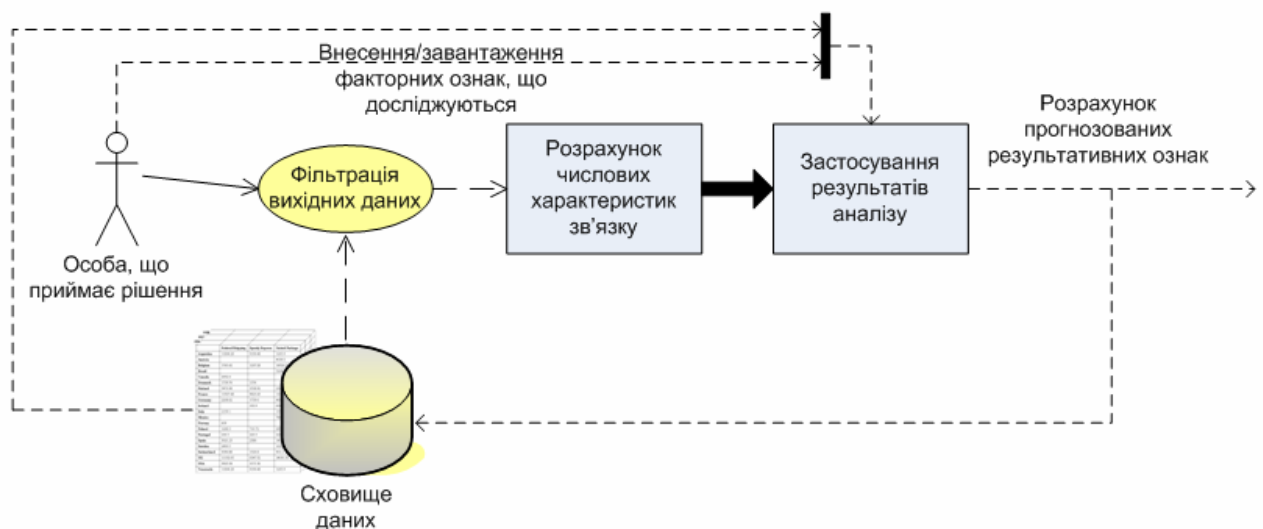 Внесення/завантаження
факторних ознак, що
досліджуються
Розрахунок
прогнозованих
результативних ознак
Фільтрація
вихідних даних
Розрахунок
числових
характеристик
зв’язку
Застосування
результатів
аналізу
Особа, що
приймає рішення
Сховище
даних